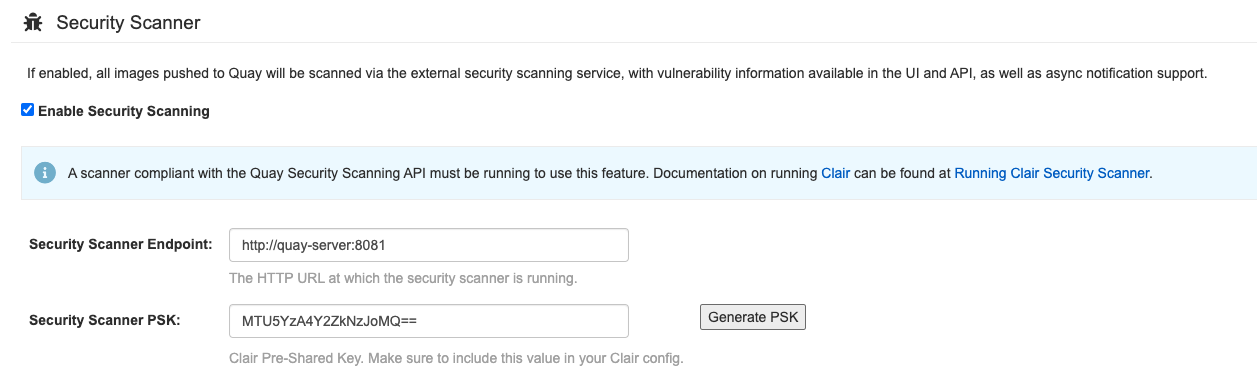 Security Scanner
If enabled, all images pushed to Quay will be scanned via the external security scanning service, with vulnerability information available in the UI and API, as well as async notification support.
Enable Security Scanning
A scanner compliant with the Quay Security Scanning API must be running to use this feature. Documentation on running Clair can be found at Running Clair Security Scanner.
Security Scanner Endpoint: http://quay-server:8081
The HTTP URL at which the security scanner is running.
Security Scanner PSK: MTU5YzA4Y2ZkNzJoMQ== Generate PSK
Clair Pre-Shared Key. Make sure to include this value in your Clair config.